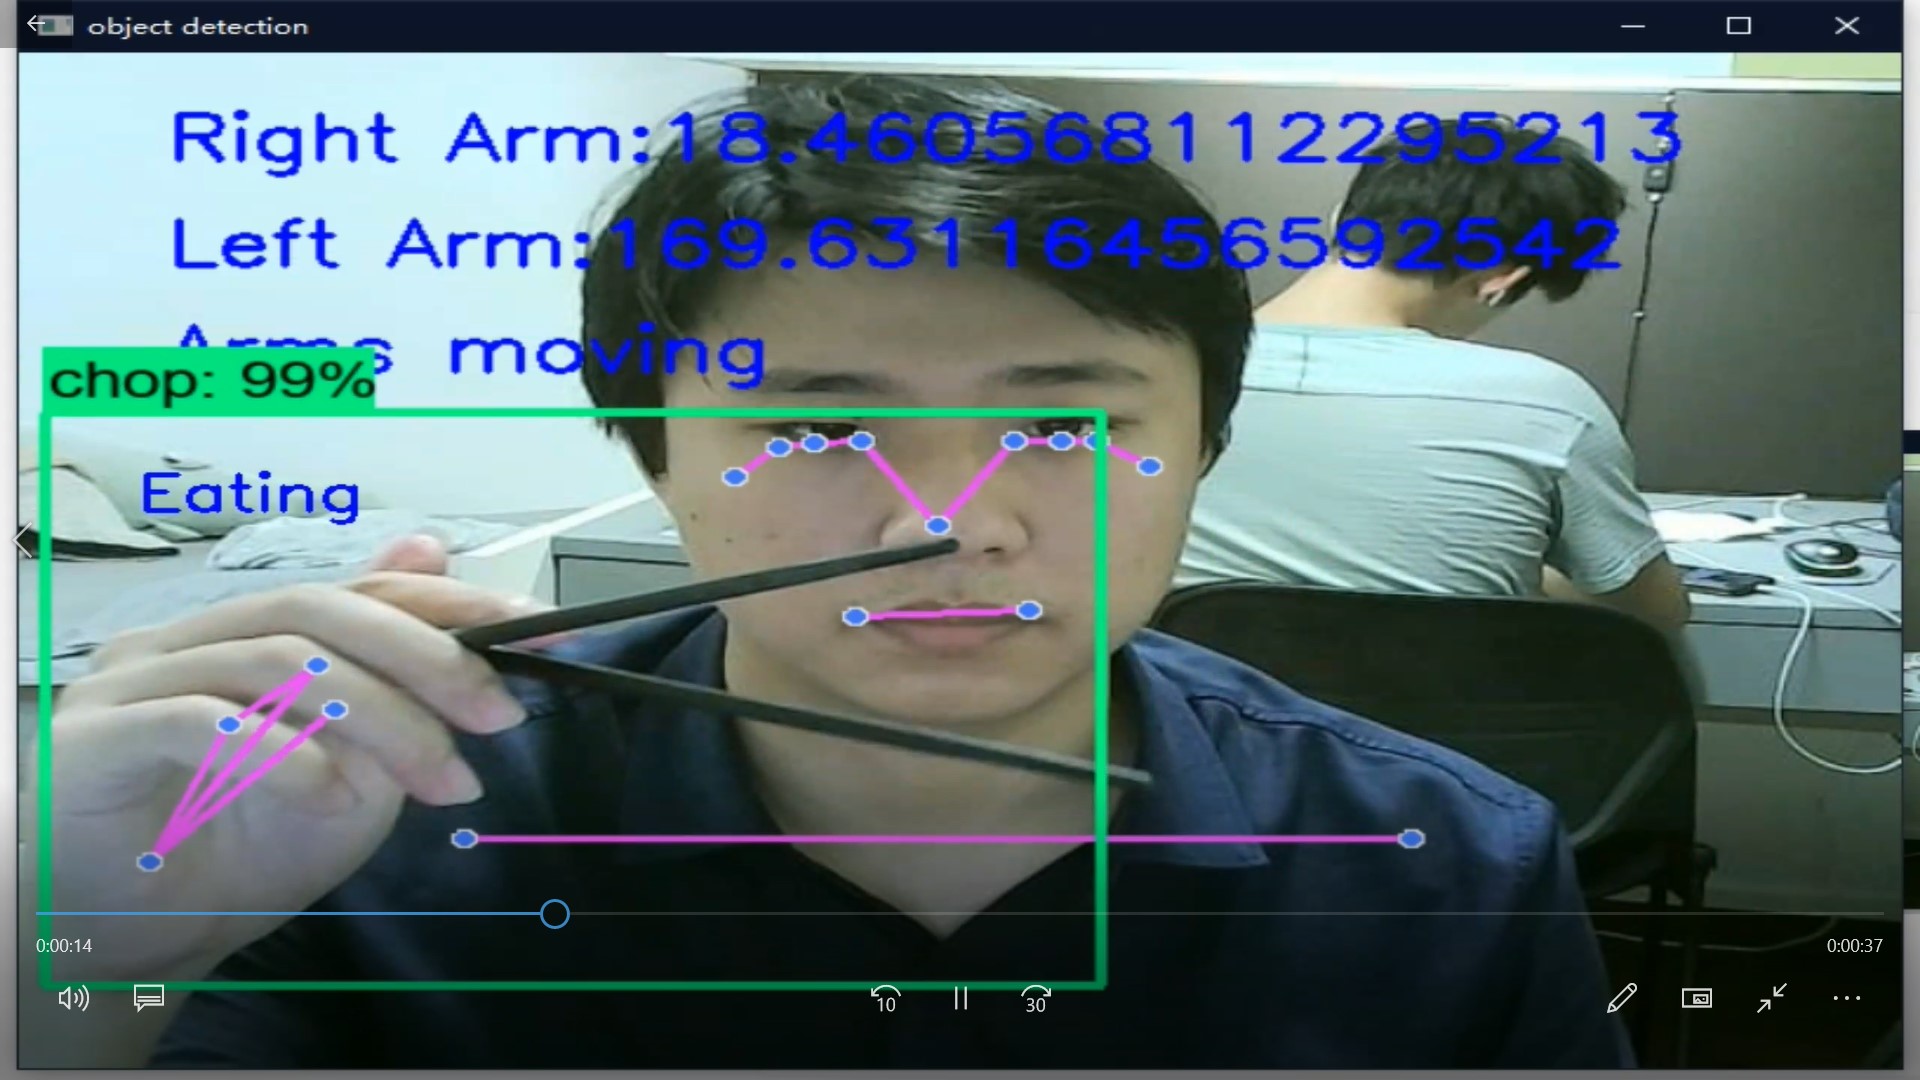 object detection
Right Arm:18.460568112295213
Left Arm:169.63116456592542
Arms moving
chop: 99%
Eating
0:00:14
0:00:37
10
30